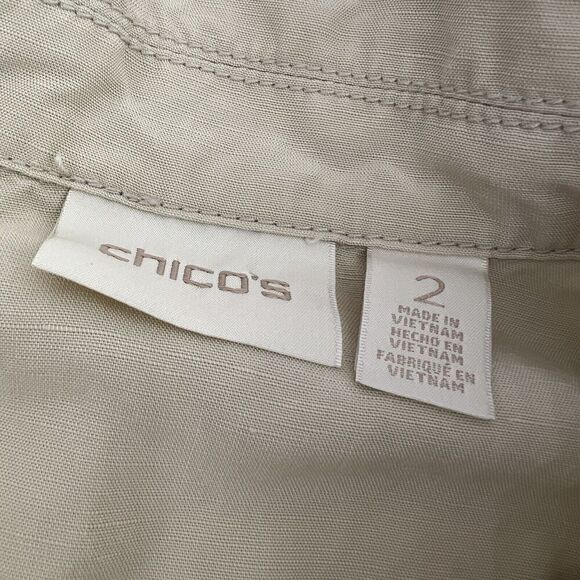 chico's
2
MADE IN
VIETNAM
HECHO EN
VIETNAM
FABRIQUÉ EN
VIETNAM